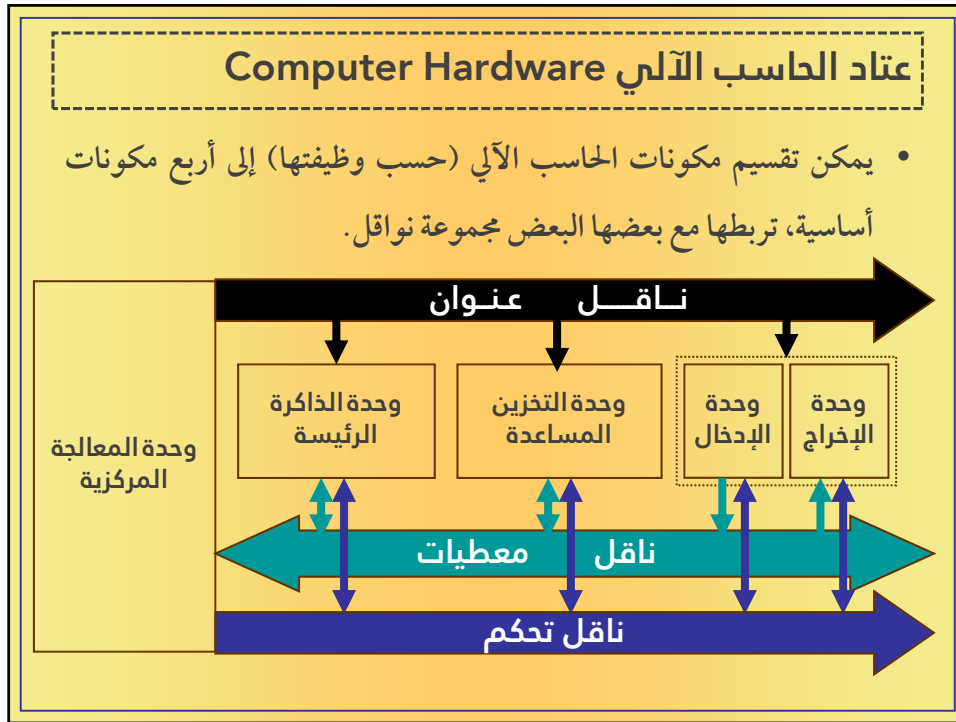 عتاد الحاسب الآلي Computer Hardware
• يمكن تقسيم مكونات الحاسب الآلي (حسب وظيفتها) إلى أربع مكونات
أساسية، تربطها مع بعضها البعض مجموعة نواقل.
نــاقـــــل عـنــوان
وحدة
الإخراج
وحدة
الإدخال
وحدة التخزين
المساعدة
وحدة الذاكرة
الرئيسة
وحدة المعالجة
المركزية
ناقل معطيات
ناقل تحكم